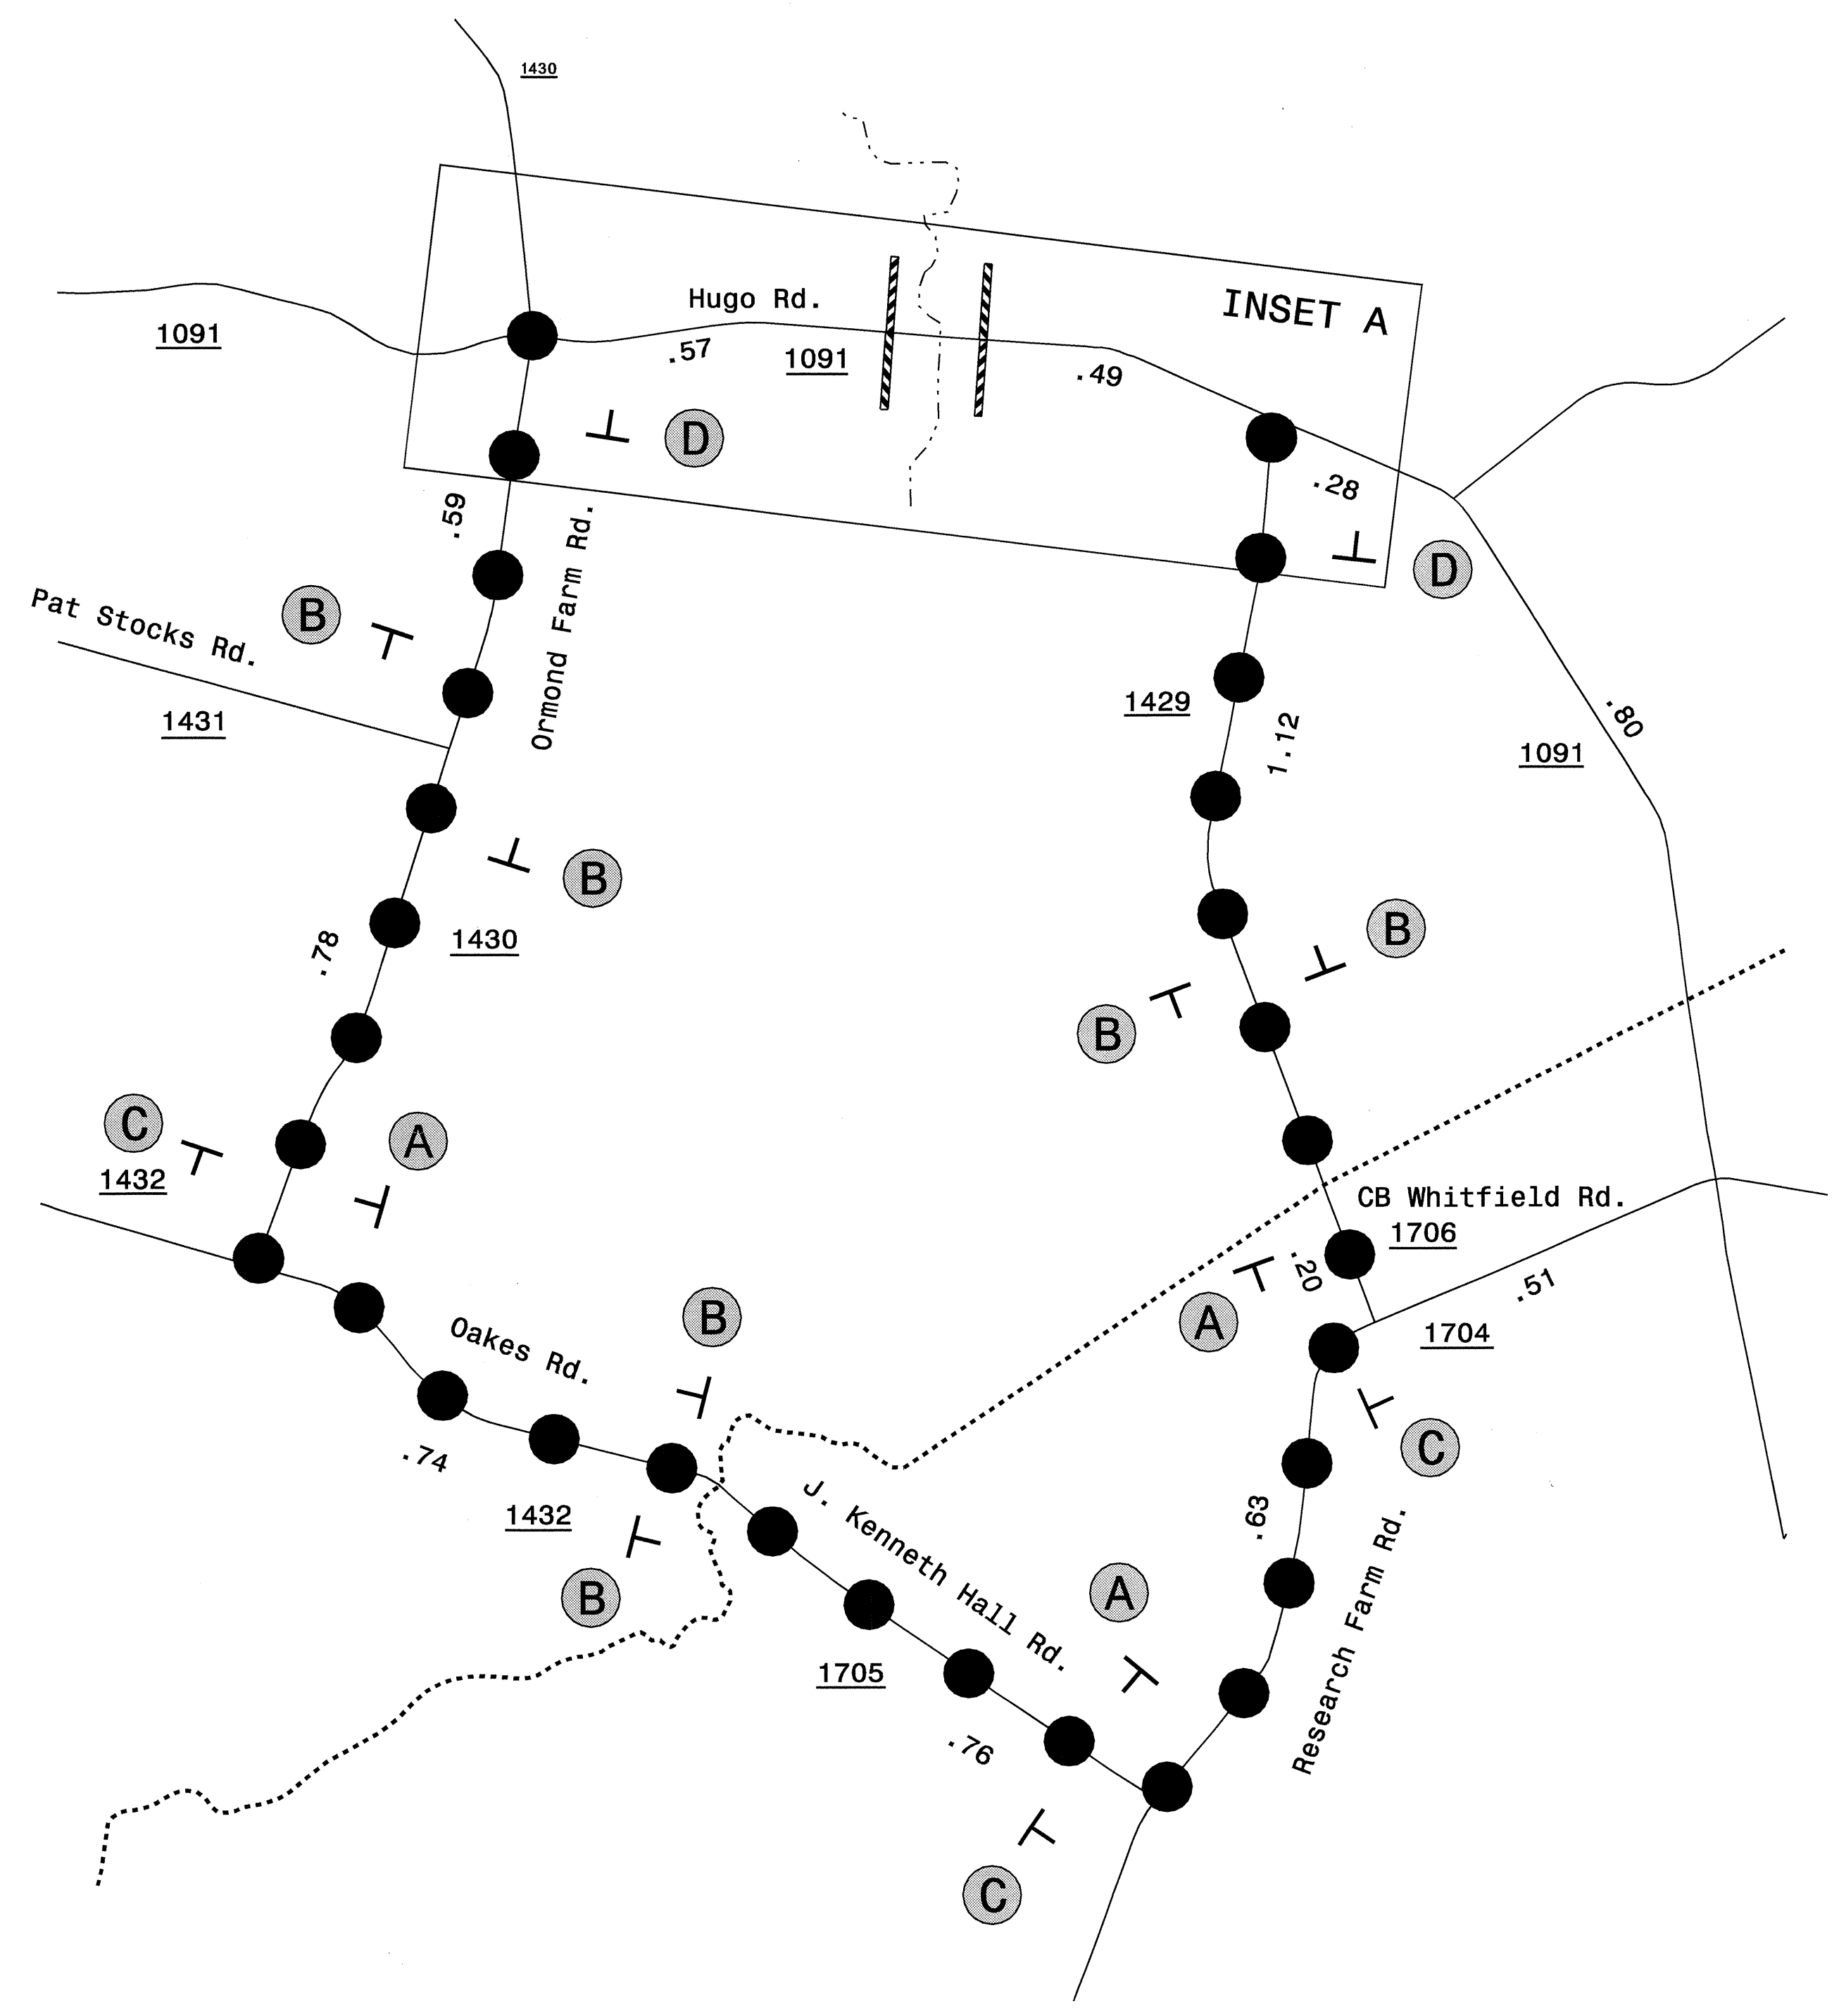 1430
INSET A
Hugo Rd.
1091
.57
1091
.49
D
.28
.59
Ormond Farm Rd.
D
B
Pat Stocks Rd.
1431
1429
1.12
.80
1091
B
.78
1430
B
B
C
1432
A
CB Whitfield Rd.
1706
.20
.51
A
1704
B
Oakes Rd.
.74
C
1432
J. Kenneth Hall Rd.
.63
Research Farm Rd.
B
A
1705
.76
C